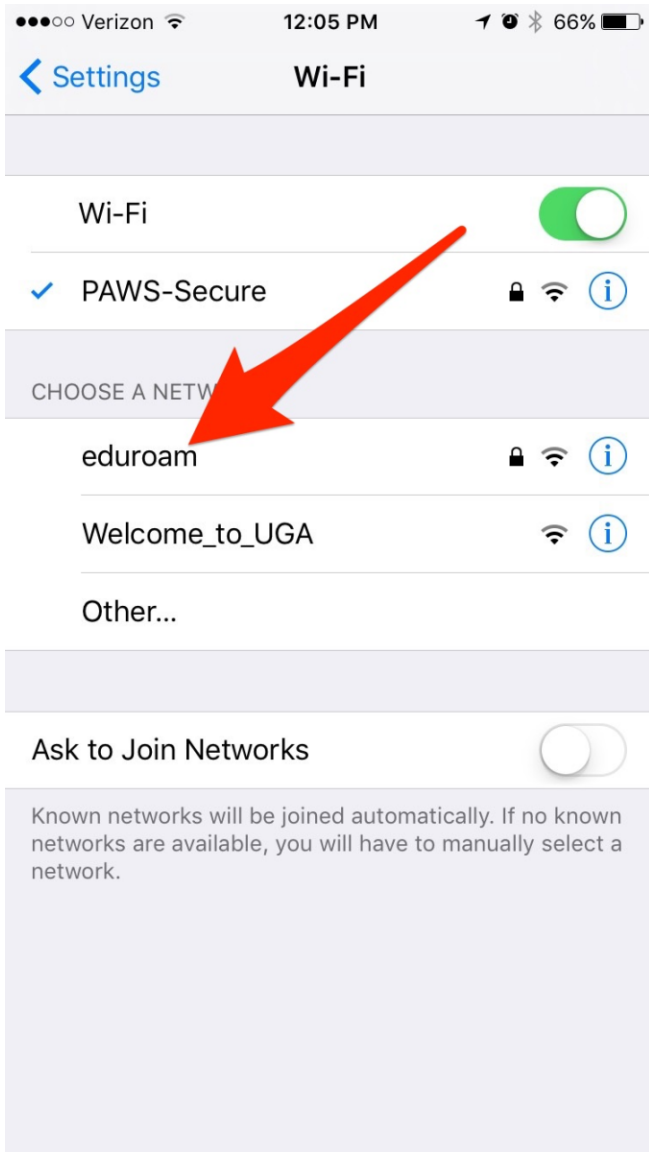 Verizon 12:05 PM 66%
Settings Wi-Fi
Wi-Fi
PAWS-Secure
CHOOSE A NETW
eduroam
Welcome_to_UGA
Other...
Ask to Join Networks
Known networks will be joined automatically. If no known
networks are available, you will have to manually select a
network.